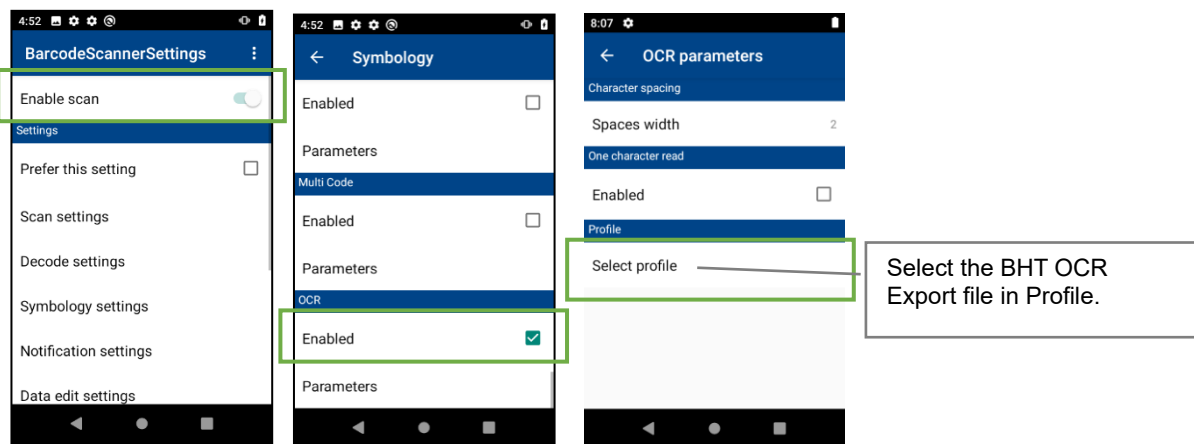 4:52
BarcodeScannerSettings
Enable scan
Settings
Prefer this setting
Scan settings
Decode settings
Symbology settings
Notification settings
Data edit settings
4:52
Symbology
Enabled
Parameters
Multi Code
Enabled
Parameters
OCR
Enabled
Parameters
8:07
OCR parameters
Character spacing
Spaces width 2
One character read
Enabled
Profile
Select profile
Select the BHT OCR
Export file in Profile.